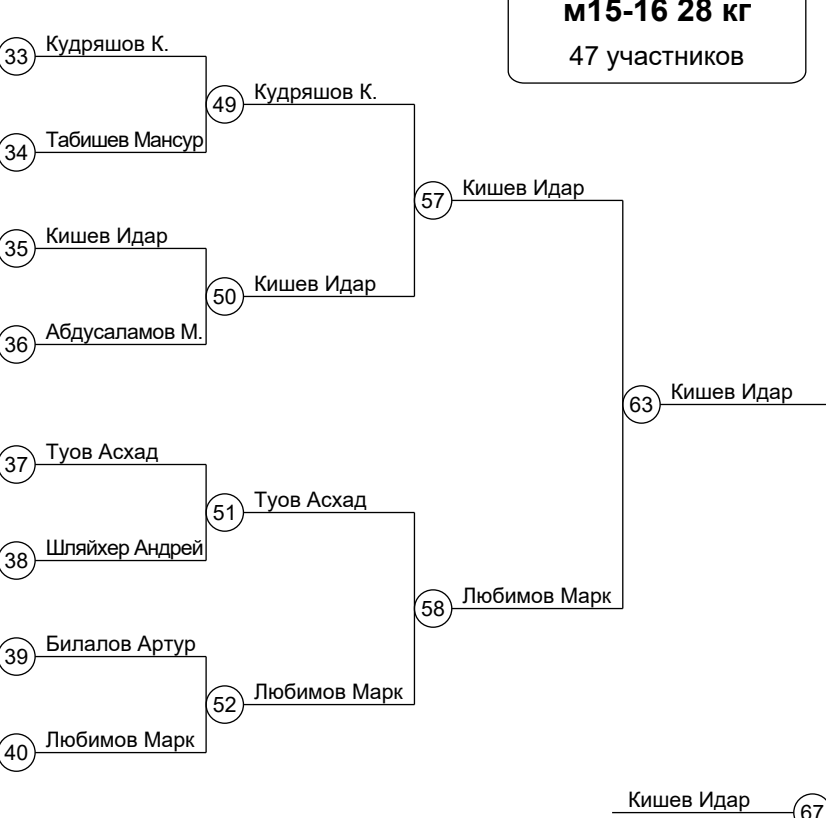 м15-16 28 кг
47 участников
33 Кудряшов К.
49 Кудряшов К.
34 Табишев Мансур
57 Кишев Идар
35 Кишев Идар
50 Кишев Идар
36 Абдусаламов М.
63 Кишев Идар
37 Туов Асхад
51 Туов Асхад
38 Шляйхер Андрей
58 Любимов Марк
39 Билалов Артур
52 Любимов Марк
40 Любимов Марк
Кишев Идар 67